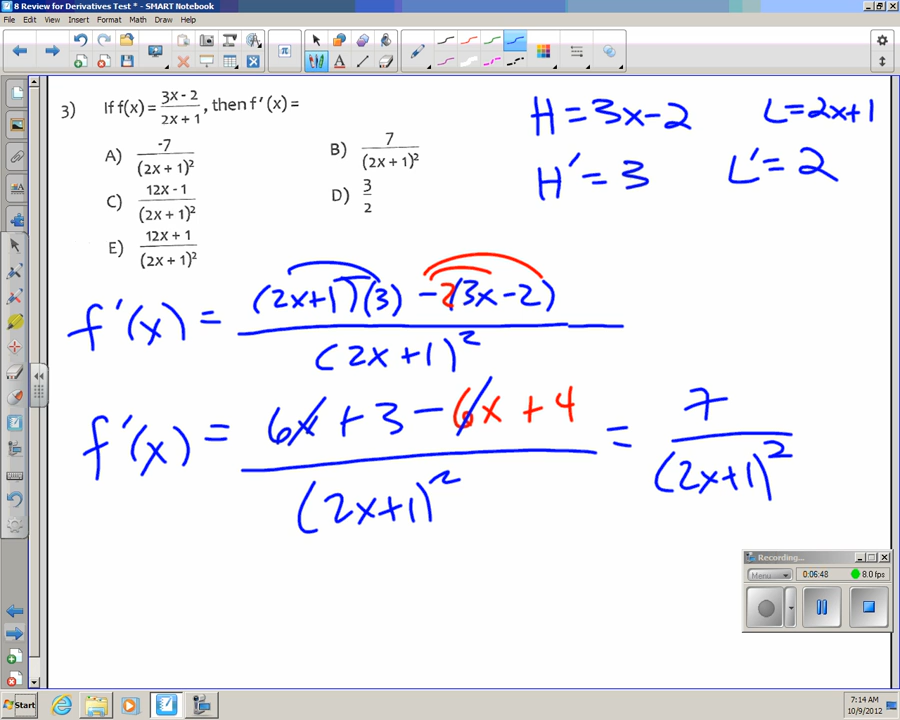 8 Review for Derivatives Test * - SMART Notebook
File Edit View Insert Format Math Draw Help
3) If f(x) = (3x - 2)/(2x + 1), then f'(x) =
A) -7/(2x + 1)² B) 7/(2x + 1)²
C) (12x - 1)/(2x + 1)² D) 3/2
E) (12x + 1)/(2x + 1)²
H = 3x - 2 L = 2x + 1
H' = 3 L' = 2
f'(x) = ((2x+1)(3) - 2(3x - 2))/(2x + 1)²
f'(x) = (6x + 3 - 6x + 4)/(2x+1)² = 7/(2x+1)²
Recording...
Menu 0:06:48 8.0 fps
Start
7:14 AM
10/9/2012